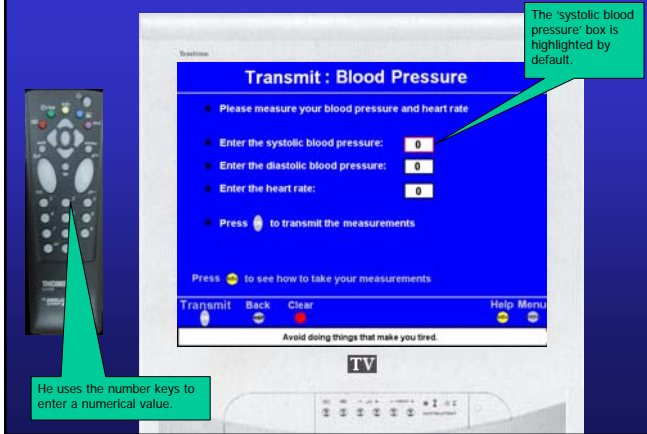 The 'systolic blood
pressure' box is
highlighted by
default.
Transmit : Blood Pressure
Please measure your blood pressure and heart rate
Enter the systolic blood pressure: 0
Enter the diastolic blood pressure: 0
Enter the heart rate: 0
Press to transmit the measurements
Press to see how to take your measurements
Transmit Back Clear Help Menu
Avoid doing things that make you tired.
TV
He uses the number keys to
enter a numerical value.